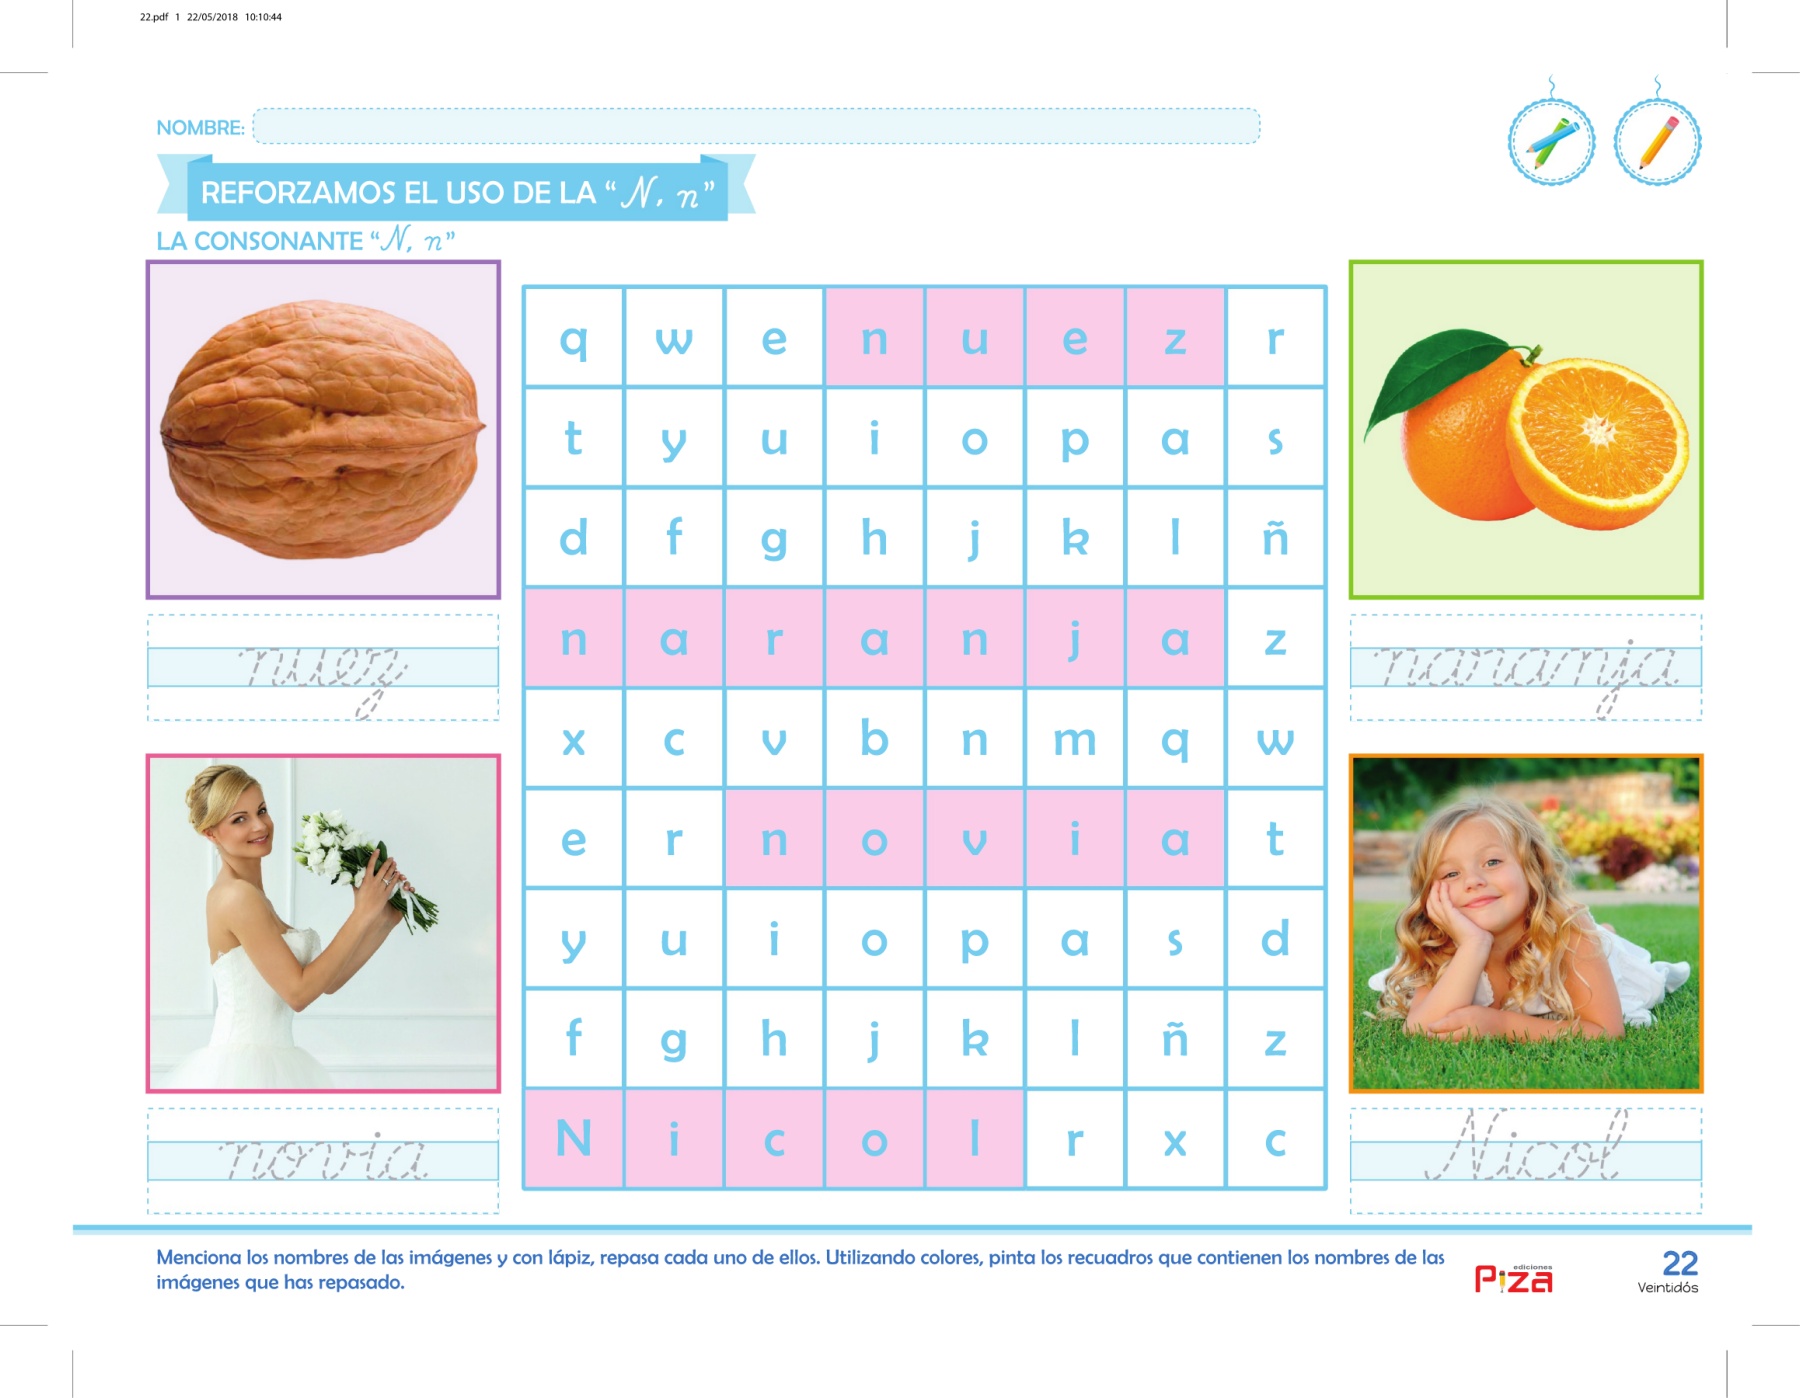 22.pdf 1 22/05/2018 10:10:44
NOMBRE:
REFORZAMOS EL USO DE LA “N, n”
LA CONSONANTE “N, n”
q w e n u e z r
t y u i o p a s
d f g h j k l ñ
n a r a n j a z
x c v b n m q w
e r n o v i a t
y u i o p a s d
f g h j k l ñ z
N i c o l r x c
nuez
naranja
novia
Nicol
Menciona los nombres de las imágenes y con lápiz, repasa cada uno de ellos. Utilizando colores, pinta los recuadros que contienen los nombres de las
imágenes que has repasado.
ediciones
Piza
22
Veintidós